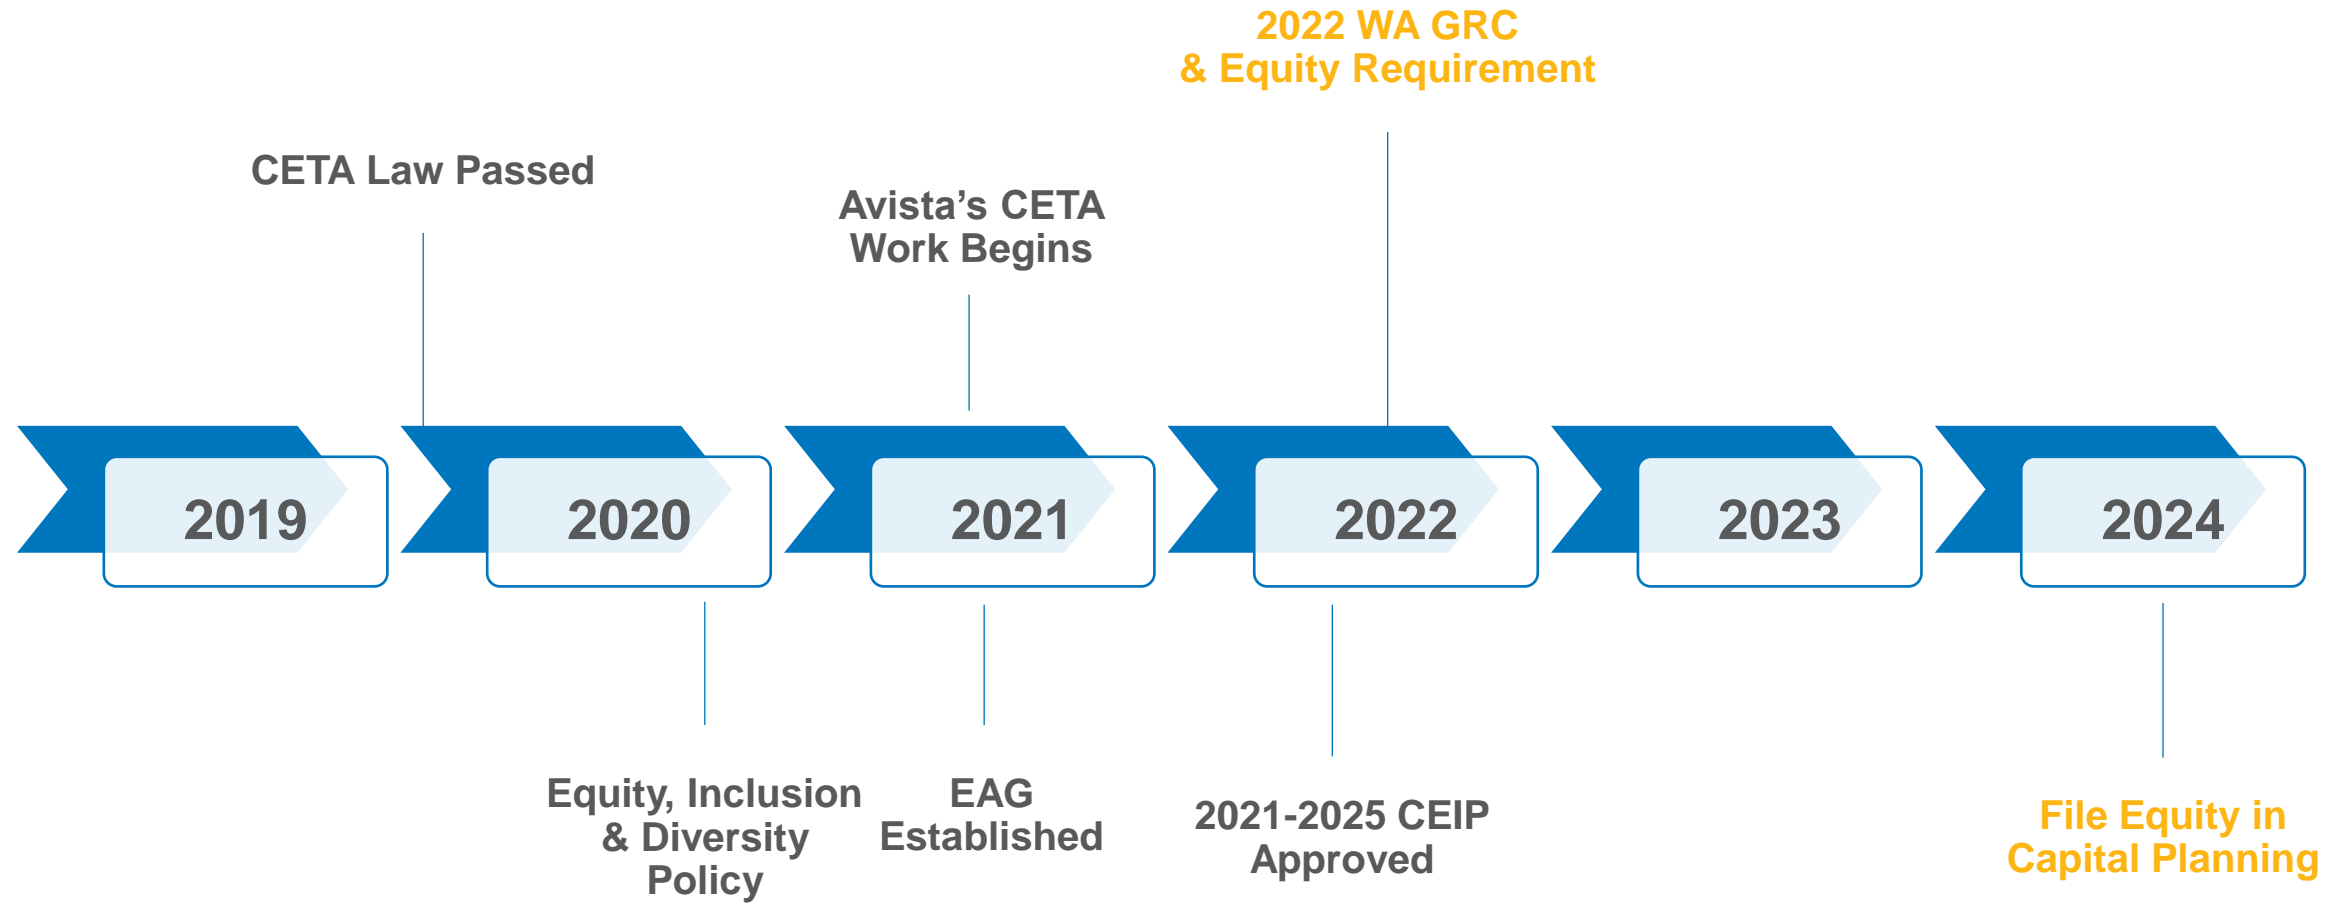 2022 WA GRC
& Equity Requirement
CETA Law Passed
Avista’s CETA
Work Begins
2019
2020
2021
2022
2023
2024
Equity, Inclusion
& Diversity
Policy
EAG
Established
2021-2025 CEIP
Approved
File Equity in
Capital Planning